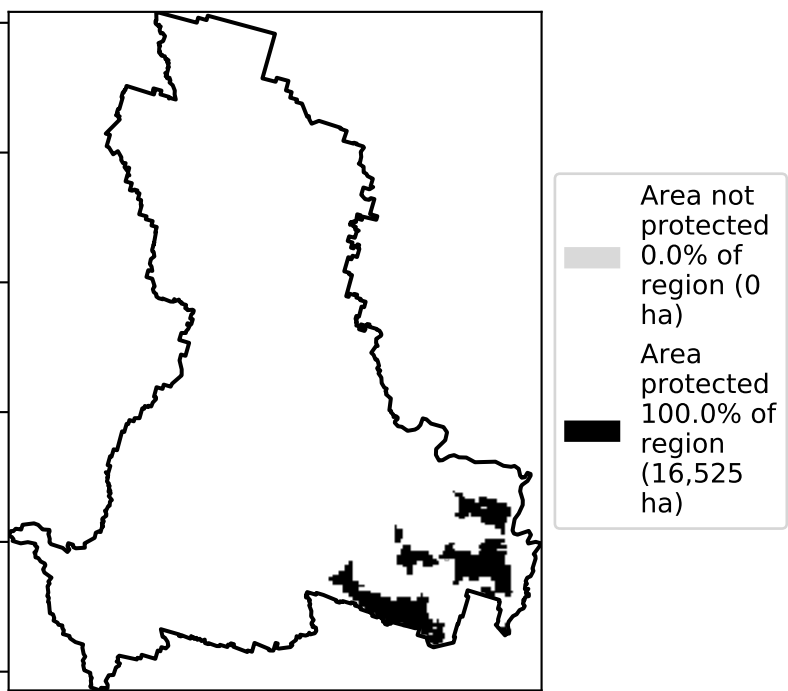 Area not
protected
0.0% of
region (0
ha)
Area
protected
100.0% of
region
(16,525
ha)